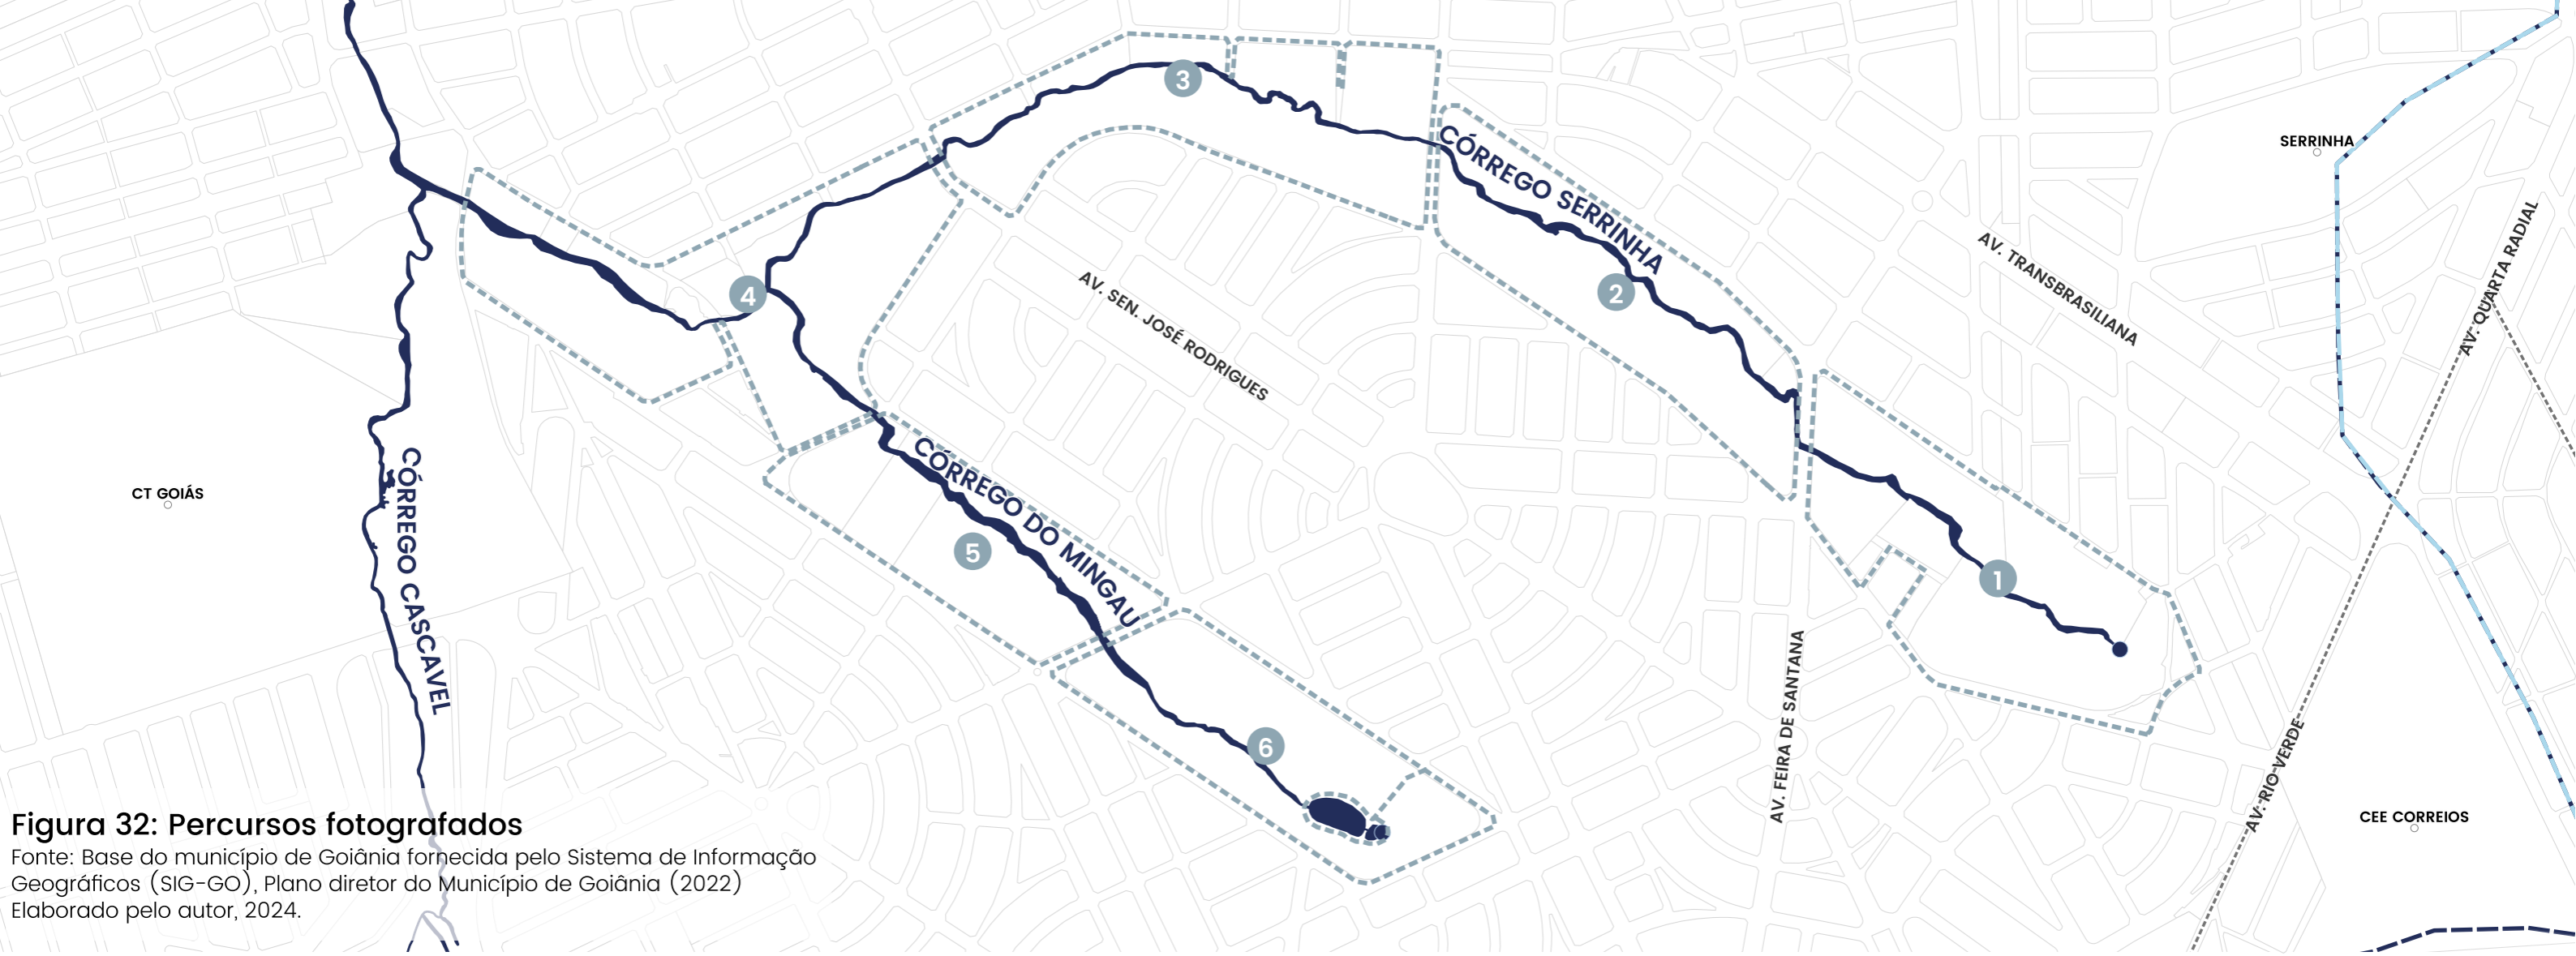 3
CÓRREGO SERRINHA
SERRINHA
AV. TRANSBRASILIANA
AV. QUARTA RADIAL
4
AV. SEN. JOSÉ RODRIGUES
2
CT GOIÁS
CÓRREGO CASCAVEL
CÓRREGO DO MINGAU
5
1
AV. FEIRA DE SANTANA
6
AV. RIO VERDE
CEE CORREIOS
Figura 32: Percursos fotografados
Fonte: Base do município de Goiânia fornecida pelo Sistema de Informação
Geográficos (SIG-GO), Plano diretor do Município de Goiânia (2022)
Elaborado pelo autor, 2024.